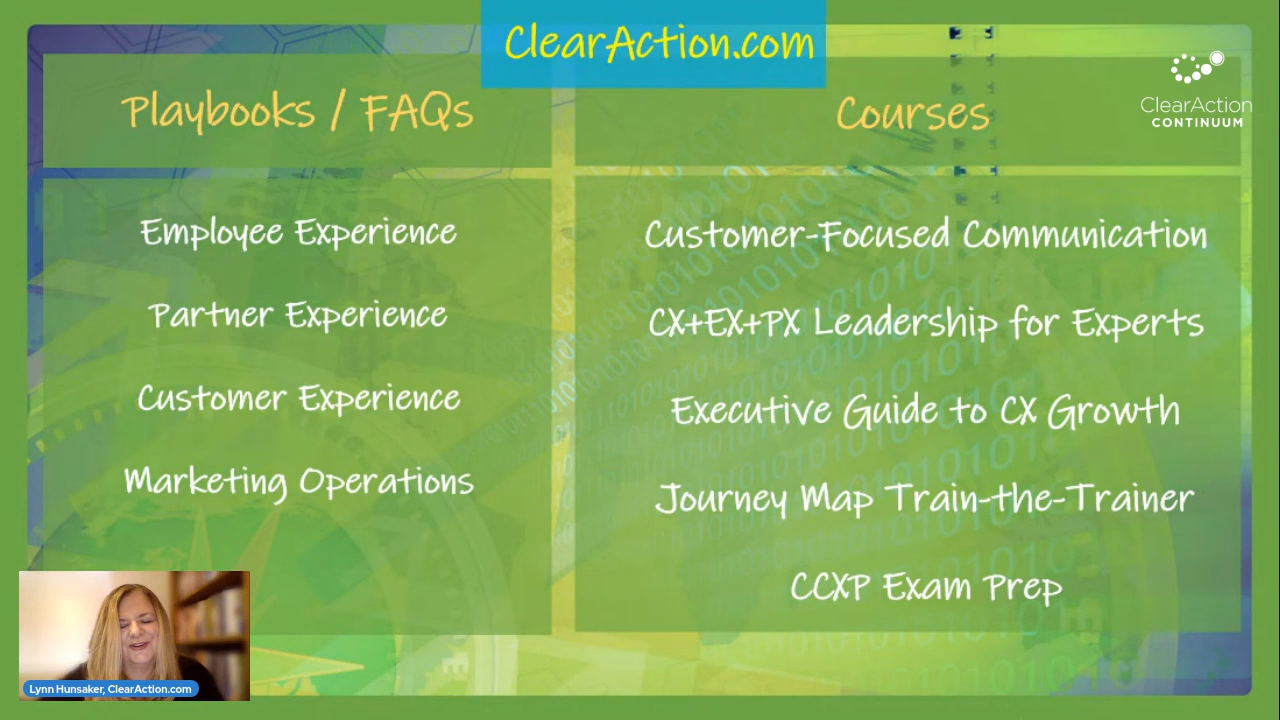 ClearAction.com
ClearAction
CONTINUUM
Playbooks / FAQs
Employee Experience
Partner Experience
Customer Experience
Marketing Operations
Courses
Customer-Focused Communication
CX+EX+PX Leadership for Experts
Executive Guide to CX Growth
Journey Map Train-the-Trainer
CCXP Exam Prep
Lynn Hunsaker, ClearAction.com